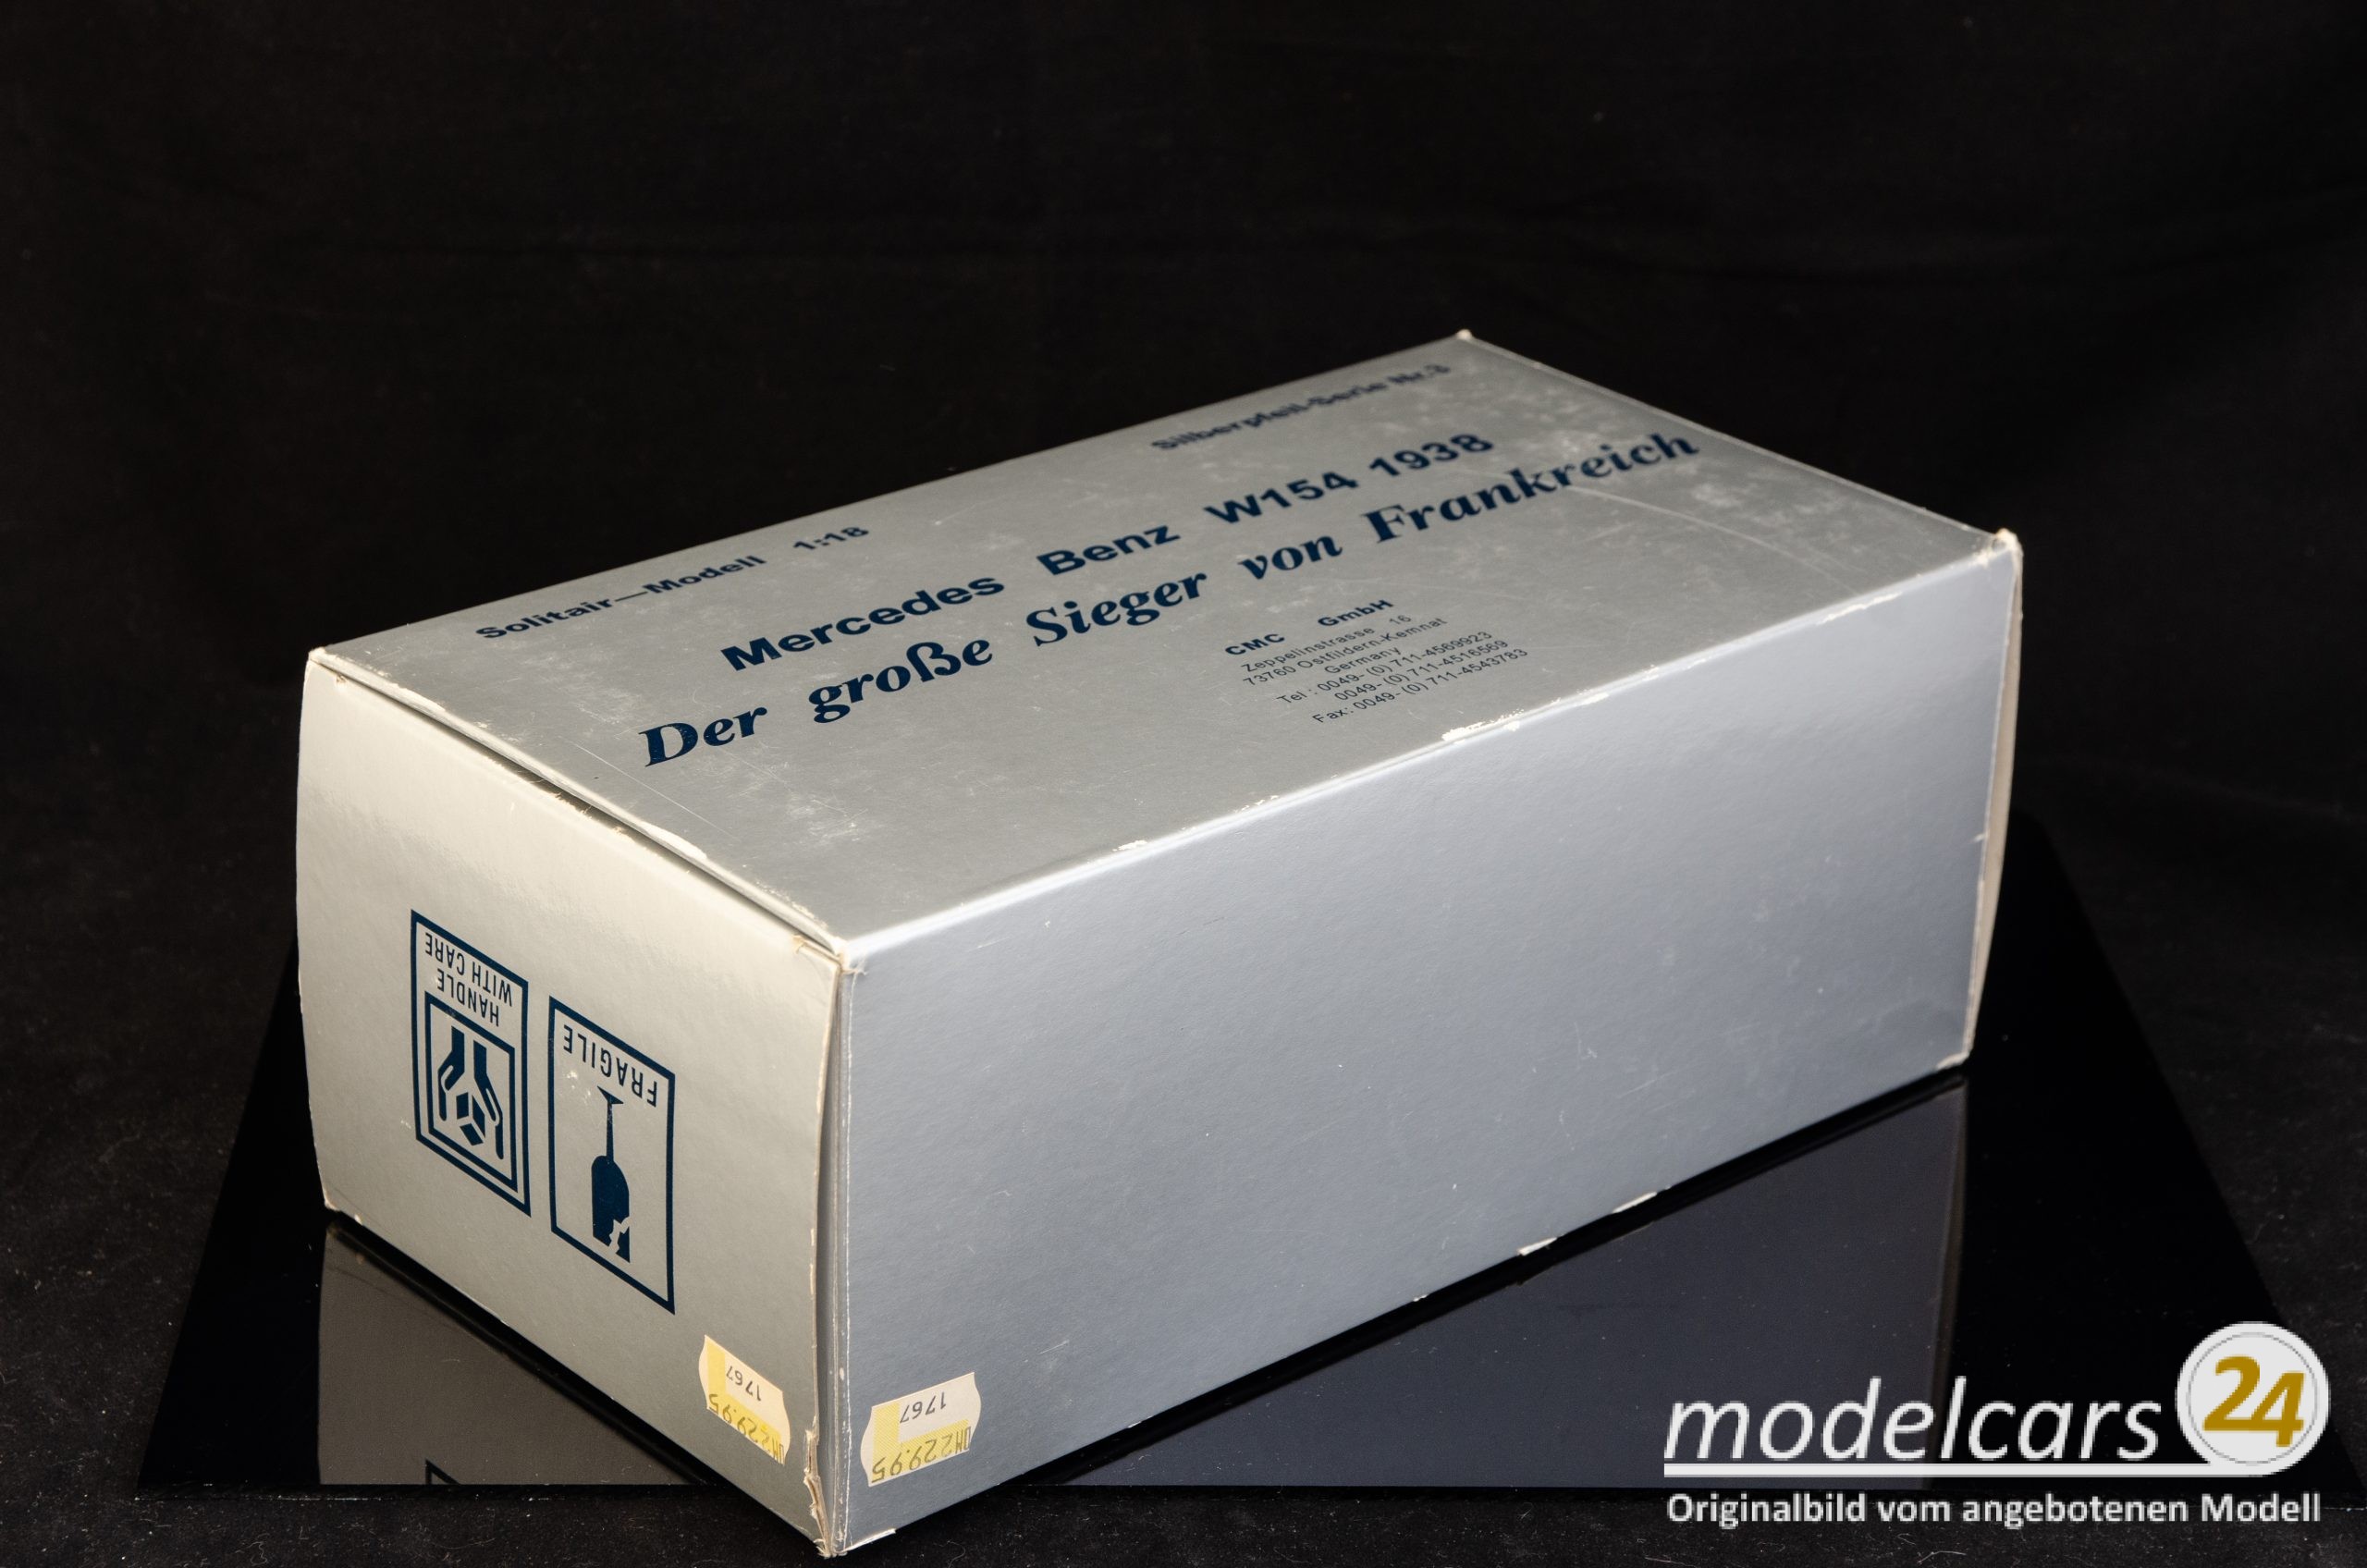 Solitair—Modell 1:18
Silberpfeil-Serie Nr.3
Mercedes Benz W154 1938
Der große Sieger von Frankreich
CMC GmbH
Zeppelinstrasse 16
73760 Ostfildern-Kemnat
Germany
Tel : 0049- (0) 711-4569923
0049- (0) 711-4516569
Fax: 0049- (0) 711-4543783
HANDLE
WITH CARE
FRAGILE
1767
DM229.95
1767
DM229.95
modelcars 24
Originalbild vom angebotenen Modell